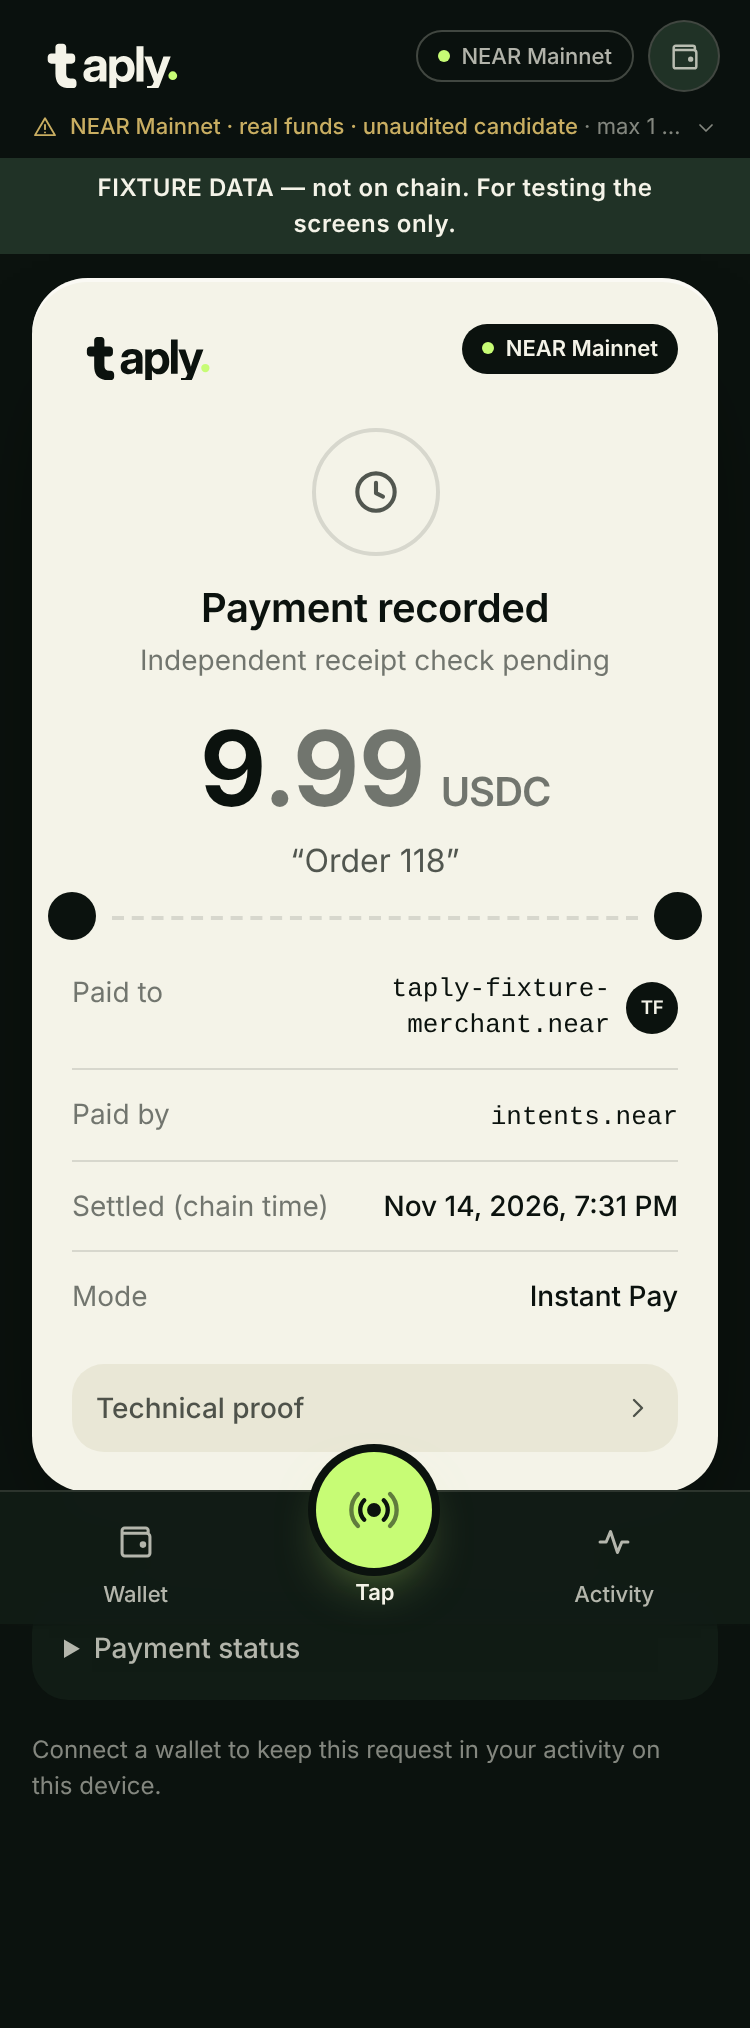 taply.
NEAR Mainnet
NEAR Mainnet · real funds · unaudited candidate · max 1 ...
FIXTURE DATA — not on chain. For testing the
screens only.
taply.
NEAR Mainnet
Payment recorded
Independent receipt check pending
9.99 USDC
“Order 118”
Paid to
taply-fixture-
merchant.near
TF
Paid by
intents.near
Settled (chain time)
Nov 14, 2026, 7:31 PM
Mode
Instant Pay
Technical proof
Wallet
Tap
Activity
Payment status
Connect a wallet to keep this request in your activity on
this device.